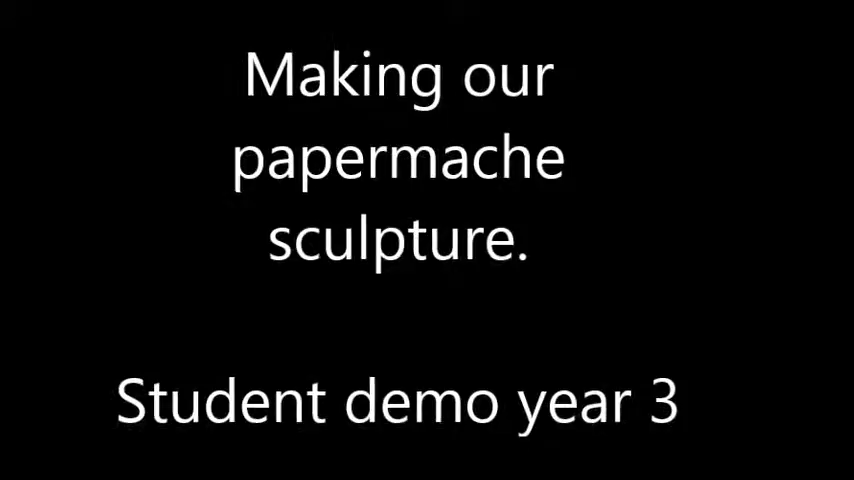 Making our
papermache
sculpture.
Student demo year 3